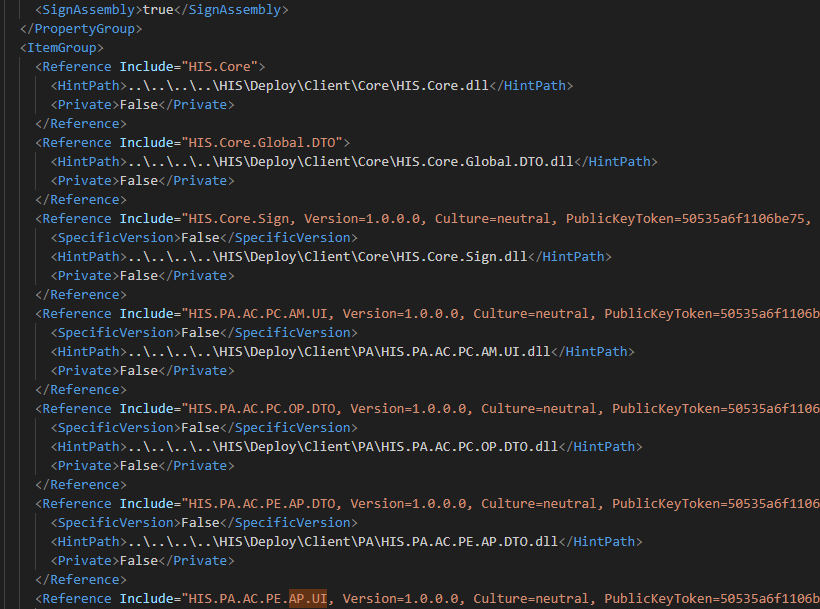 <SignAssembly>true</SignAssembly>
</PropertyGroup>
<ItemGroup>
<Reference Include="HIS.Core">
<HintPath>..\..\..\..\HIS\Deploy\Client\Core\HIS.Core.dll</HintPath>
<Private>False</Private>
</Reference>
<Reference Include="HIS.Core.Global.DTO">
<HintPath>..\..\..\..\HIS\Deploy\Client\Core\HIS.Core.Global.DTO.dll</HintPath>
<Private>False</Private>
</Reference>
<Reference Include="HIS.Core.Sign, Version=1.0.0.0, Culture=neutral, PublicKeyToken=50535a6f1106be75,
<SpecificVersion>False</SpecificVersion>
<HintPath>..\..\..\..\HIS\Deploy\Client\Core\HIS.Core.Sign.dll</HintPath>
<Private>False</Private>
</Reference>
<Reference Include="HIS.PA.AC.PC.AM.UI, Version=1.0.0.0, Culture=neutral, PublicKeyToken=50535a6f1106b
<SpecificVersion>False</SpecificVersion>
<HintPath>..\..\..\..\HIS\Deploy\Client\PA\HIS.PA.AC.PC.AM.UI.dll</HintPath>
<Private>False</Private>
</Reference>
<Reference Include="HIS.PA.AC.PC.OP.DTO, Version=1.0.0.0, Culture=neutral, PublicKeyToken=50535a6f1106
<SpecificVersion>False</SpecificVersion>
<HintPath>..\..\..\..\HIS\Deploy\Client\PA\HIS.PA.AC.PC.OP.DTO.dll</HintPath>
<Private>False</Private>
</Reference>
<Reference Include="HIS.PA.AC.PE.AP.DTO, Version=1.0.0.0, Culture=neutral, PublicKeyToken=50535a6f1106
<SpecificVersion>False</SpecificVersion>
<HintPath>..\..\..\..\HIS\Deploy\Client\PA\HIS.PA.AC.PE.AP.DTO.dll</HintPath>
<Private>False</Private>
</Reference>
<Reference Include="HIS.PA.AC.PE.AP.UI, Version=1.0.0.0, Culture=neutral, PublicKeyToken=50535a6f1106b